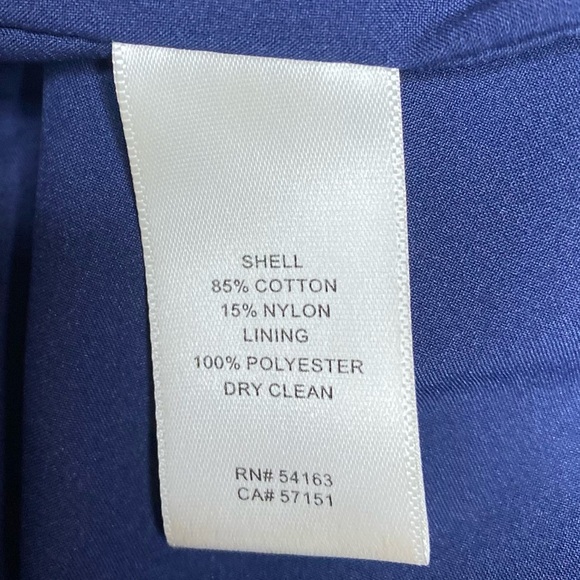 SHELL
85% COTTON
15% NYLON
LINING
100% POLYESTER
DRY CLEAN
RN# 54163
CA# 57151